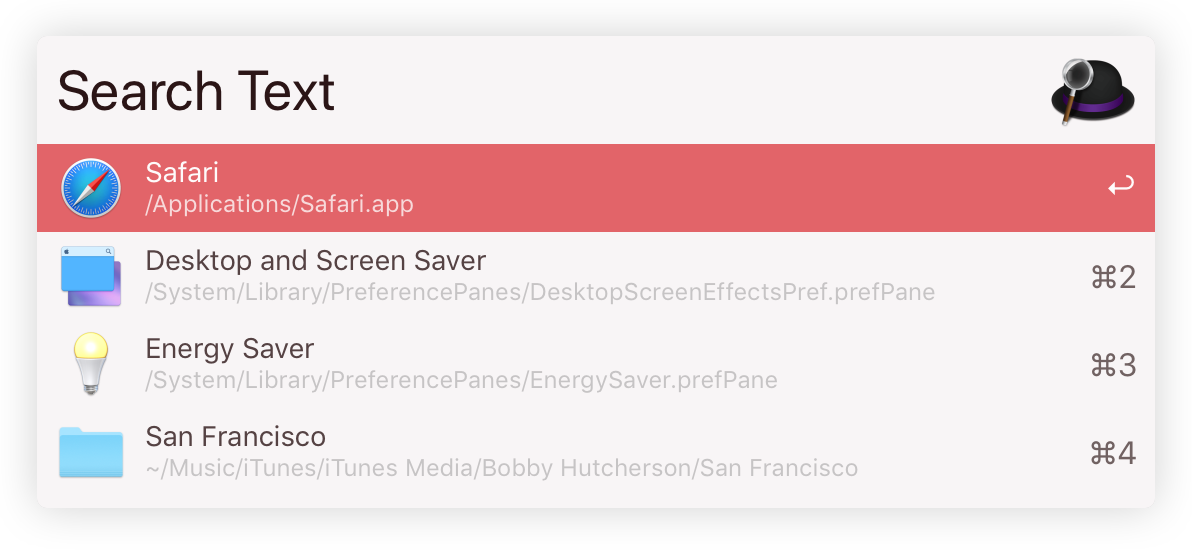 Search Text
Safari
/Applications/Safari.app
↩
Desktop and Screen Saver
/System/Library/PreferencePanes/DesktopScreenEffectsPref.prefPane
⌘2
Energy Saver
/System/Library/PreferencePanes/EnergySaver.prefPane
⌘3
San Francisco
~/Music/iTunes/iTunes Media/Bobby Hutcherson/San Francisco
⌘4